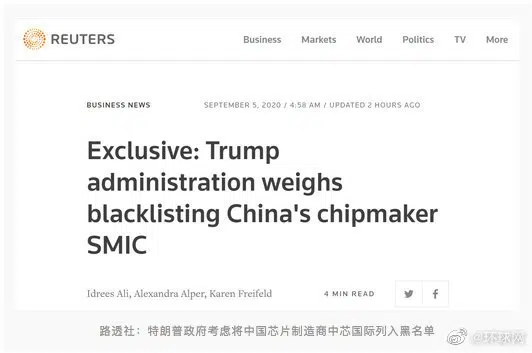 REUTERS
Business Markets World Politics TV More
BUSINESS NEWS SEPTEMBER 5, 2020 / 4:58 AM / UPDATED 2 HOURS AGO
Exclusive: Trump
administration weighs
blacklisting China's chipmaker
SMIC
Idrees Ali, Alexandra Alper, Karen Freifeld 4 MIN READ
路透社：特朗普政府考虑将中国芯片制造商中芯国际列入黑名单
@环球网